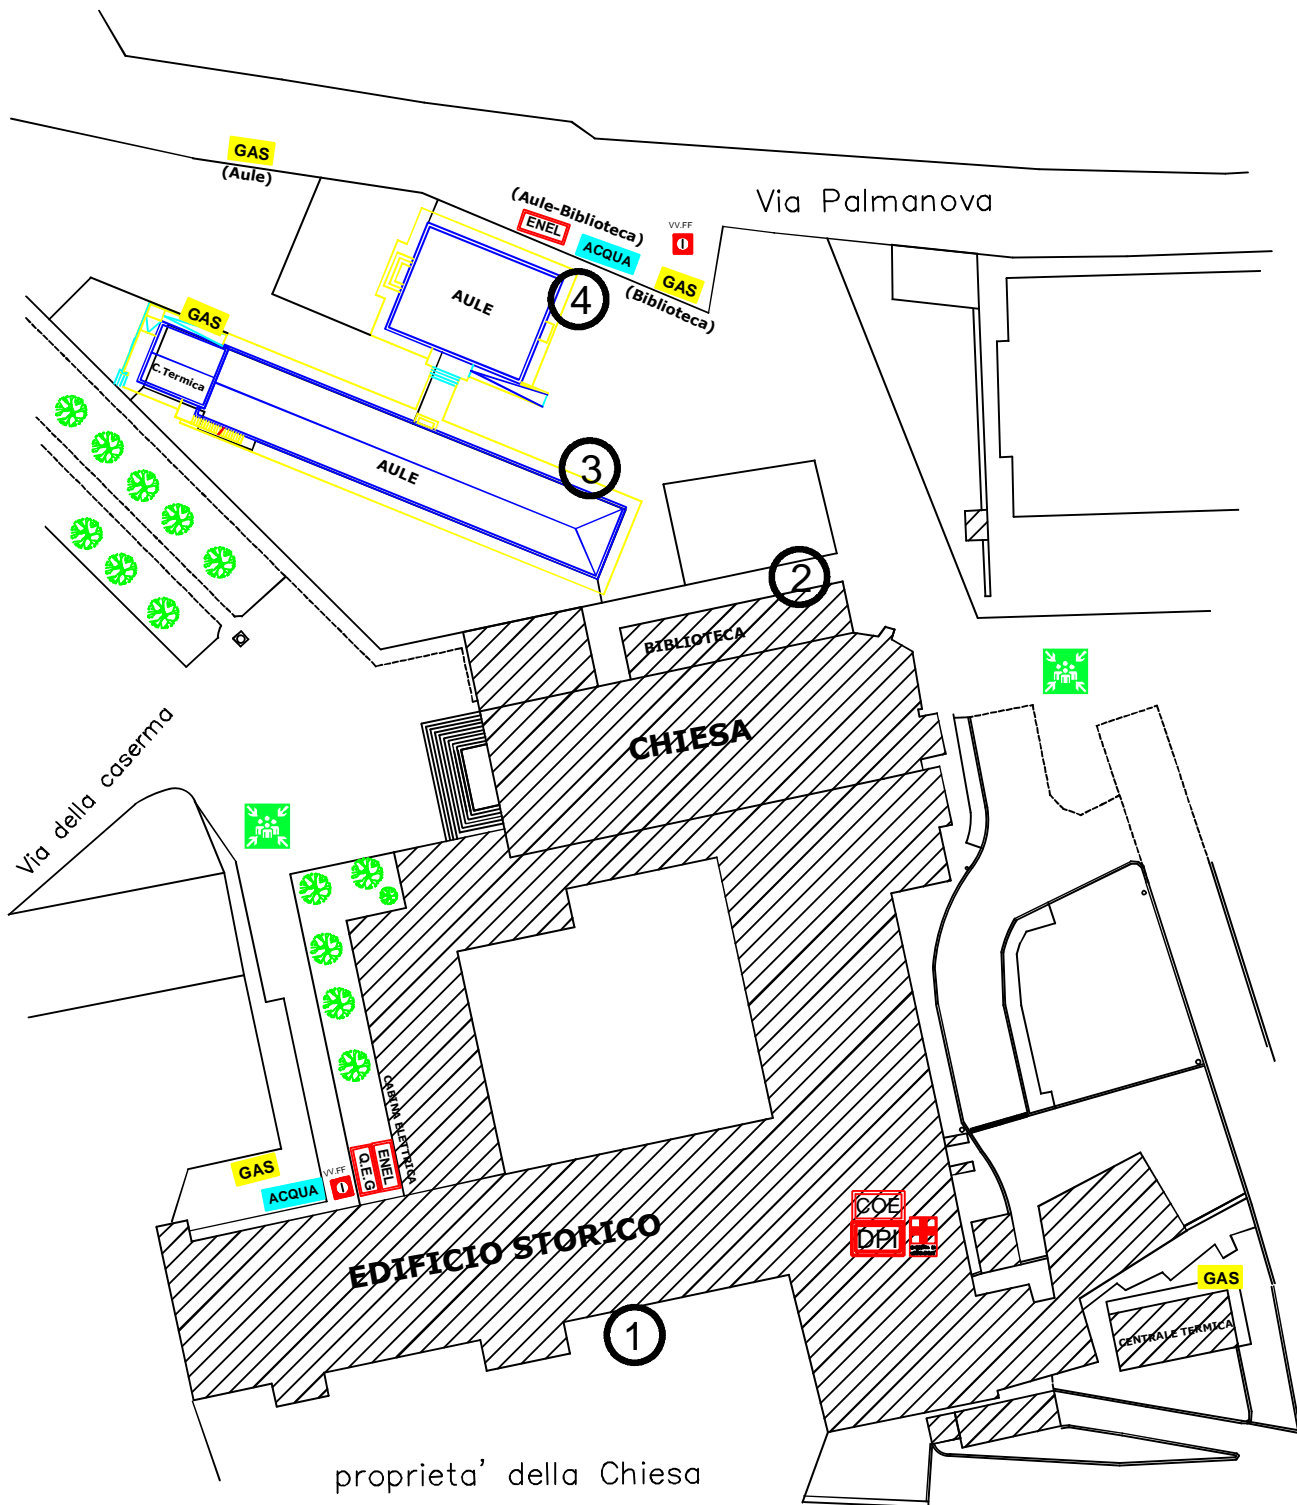 GAS
(Aule)
(Aule-Biblioteca)
ENEL
ACQUA
VV.FF
GAS
(Biblioteca)
Via Palmanova
AULE
4
GAS
C.Termica
AULE
3
2
BIBLIOTECA
CHIESA
Via della caserma
CABINA ELETTRICA
GAS
ACQUA
VV.FF
Q.E.G
ENEL
EDIFICIO STORICO
COE
DPI
GAS
CENTRALE TERMICA
1
proprieta' della Chiesa